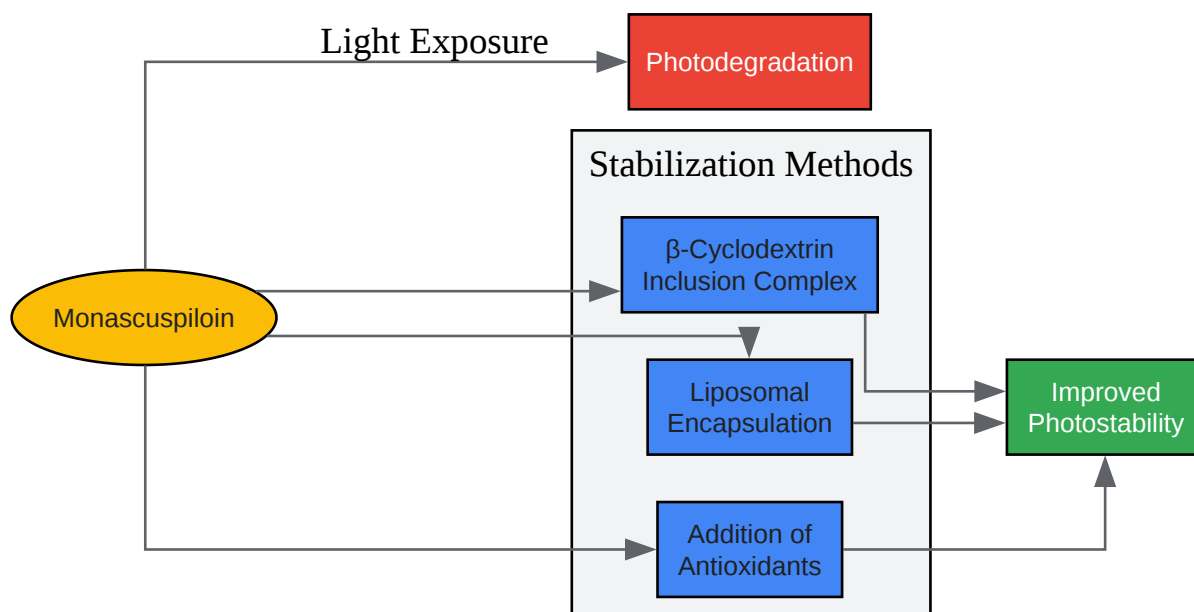 Light Exposure
Photodegradation
Stabilization Methods
β-Cyclodextrin
Inclusion Complex
Monascuspiloin
Liposomal
Encapsulation
Improved
Photostability
Addition of
Antioxidants